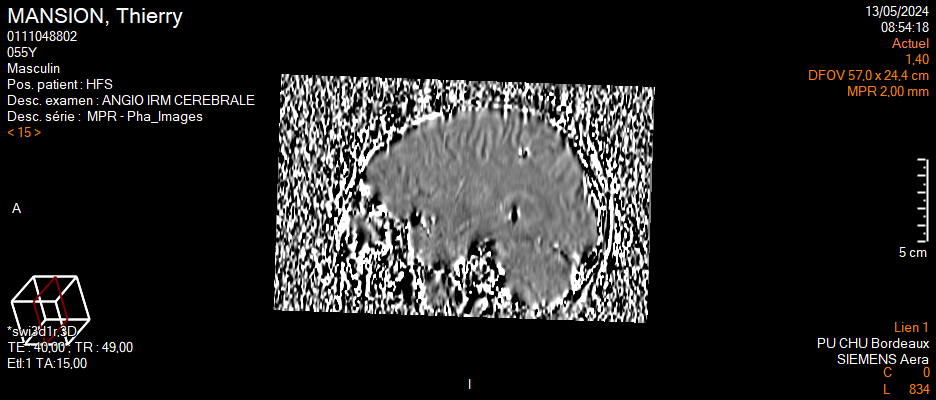 MANSION, Thierry
0111048802
055Y
Masculin
Pos. patient : HFS
Desc. examen : ANGIO IRM CEREBRALE
Desc. série : MPR - Pha_Images
< 15 >
13/05/2024
08:54:18
Actuel
1,40
DFOV 57,0 x 24,4 cm
MPR 2,00 mm
A
5 cm
*swi3d1r,3D
TE : 40,00 , TR : 49,00
Etl:1 TA:15,00
I
Lien 1
PU CHU Bordeaux
SIEMENS Aera
C 0
L 834